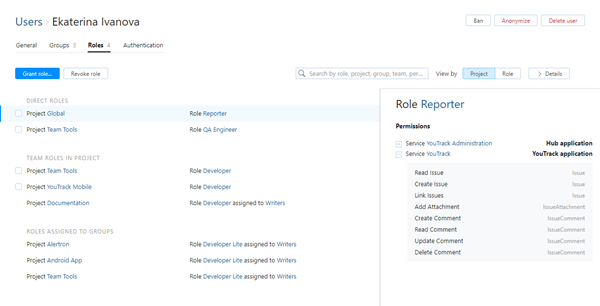 Users › Ekaterina Ivanova
Ban
Anonymize
Delete user
General
Groups 3
Roles 4
Authentication
Grant role...
Revoke role
Search by role, project, group, team, per...
View by
Project
Role
Details
DIRECT ROLES
Project Global
Role Reporter
Project Team Tools
Role QA Engineer
TEAM ROLES IN PROJECT
Project Team Tools
Role Developer
Project YouTrack Mobile
Role Developer
Project Documentation
Role Developer assigned to Writers
ROLES ASSIGNED TO GROUPS
Project Alertron
Role Developer Lite assigned to Writers
Project Android App
Role Developer Lite assigned to Writers
Project Team Tools
Role Developer Lite assigned to Writers
Role Reporter
Permissions
Service YouTrack Administration
Hub application
Service YouTrack
YouTrack application
Read Issue
Issue
Create Issue
Issue
Link Issues
Issue
Add Attachment
IssueAttachment
Create Comment
IssueComment
Read Comment
IssueComment
Update Comment
IssueComment
Delete Comment
IssueComment